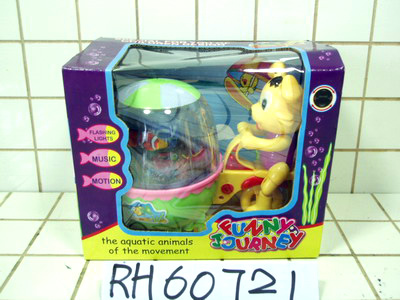 FLASHING
LIGHTS
MUSIC
MOTION
FUNNY
JOURNEY
the aquatic animals
of the movement
RH60721